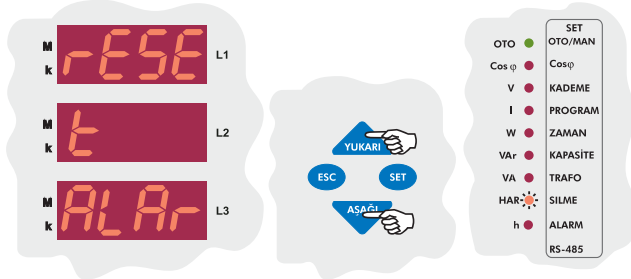 M
k
rESE
L1
M
k
t
L2
M
k
ALAr
L3
YUKARI
ESC
SET
AŞAĞI
SET
OTO
OTO/MAN
Cos φ
Cosφ
V
KADEME
I
PROGRAM
W
ZAMAN
VAr
KAPASİTE
VA
TRAFO
HAR
SILME
h
ALARM
RS-485